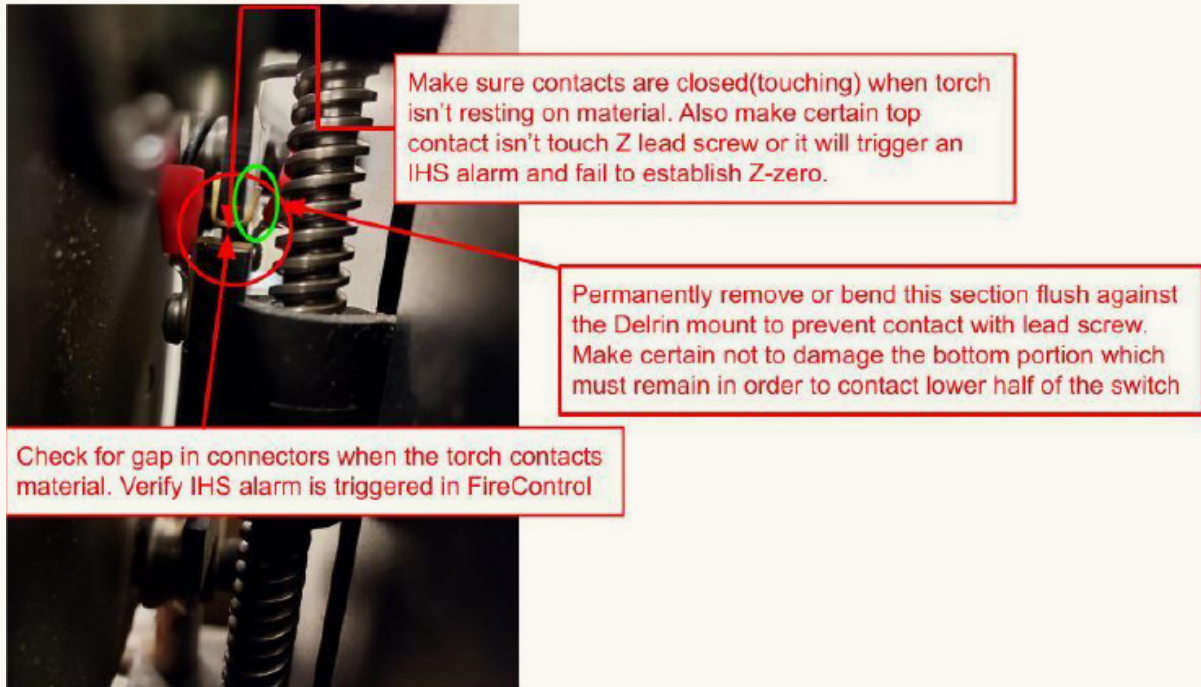 Make sure contacts are closed(touching) when torch
isn't resting on material. Also make certain top
contact isn't touch Z lead screw or it will trigger an
IHS alarm and fail to establish Z-zero.
Permanently remove or bend this section flush against
the Delrin mount to prevent contact with lead screw.
Make certain not to damage the bottom portion which
must remain in order to contact lower half of the switch
Check for gap in connectors when the torch contacts
material. Verify IHS alarm is triggered in FireControl